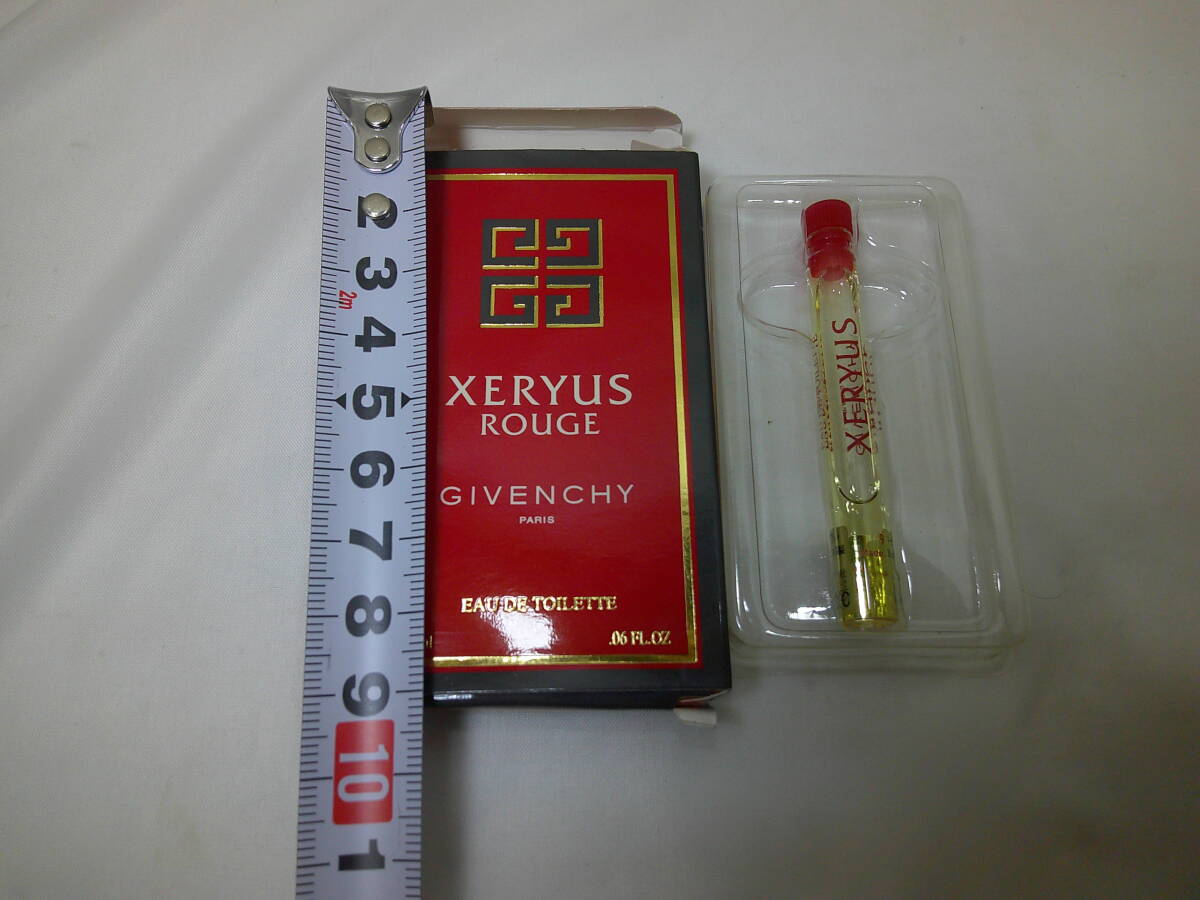 2
3
2m
4
5
6
7
8
9
10
1
XERYUS
ROUGE
GIVENCHY
PARIS
EAU DE TOILETTE
.06 FL.OZ
XERYUS